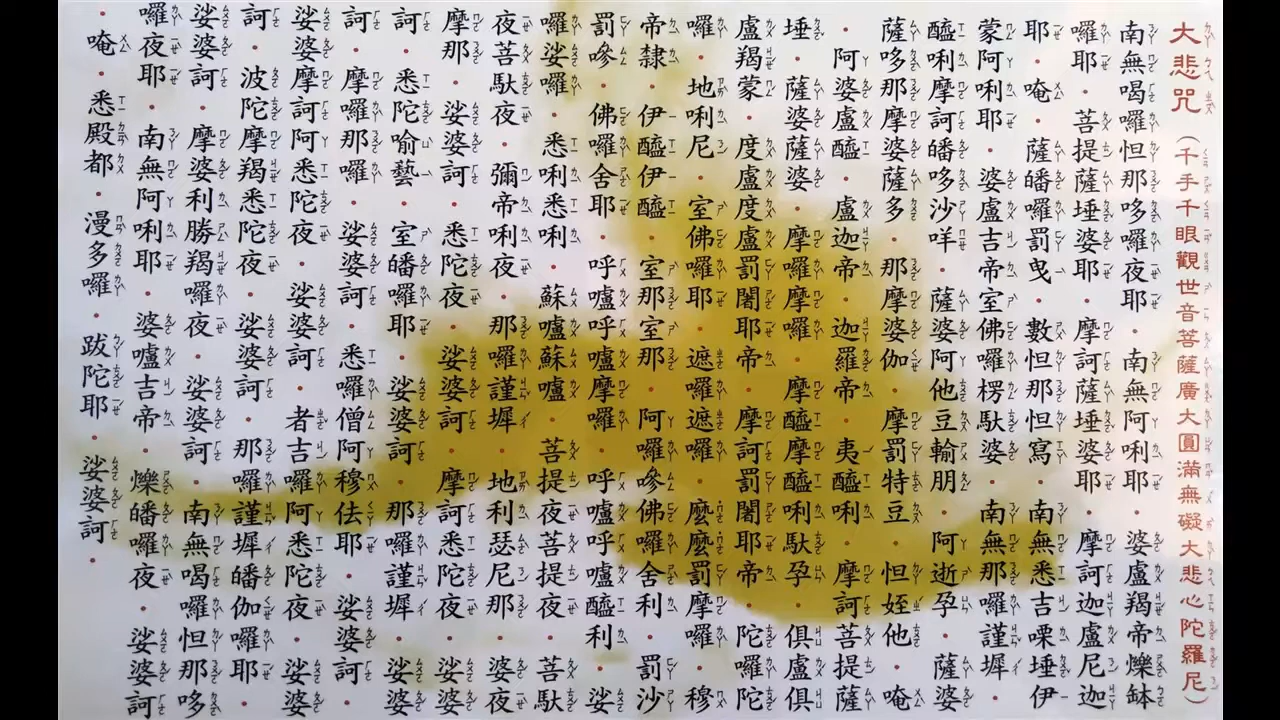 大悲咒（千手千眼觀世音菩薩廣大圓滿無礙大悲心陀羅尼）
南無喝囉怛那哆囉夜耶・南無阿唎耶・婆盧羯帝爍缽
囉耶・菩提薩埵婆耶・摩訶薩埵婆耶・摩訶迦盧尼迦
耶・唵・薩皤囉罰曳・數怛那怛寫・南無悉吉嘌埵伊
蒙阿唎耶・婆盧吉帝室佛囉楞馱婆・南無那囉謹墀・
醯唎摩訶皤哆沙咩・薩婆阿他豆輸朋・阿逝孕・薩婆
薩哆那摩婆薩多・那摩婆伽・摩罰特豆・怛姪他・唵
・阿婆盧醯・盧迦帝・迦羅帝・夷醯唎・摩訶菩提薩
埵・薩婆薩婆・摩囉摩囉・摩醯摩醯唎馱孕・俱盧俱
盧羯蒙・度盧度盧罰闍耶帝・摩訶罰闍耶帝・陀囉陀
囉・地唎尼・室佛囉耶・遮囉遮囉・麼麼罰摩囉・穆
帝隸・伊醯伊醯・室那室那・阿囉嘇佛囉舍利・罰沙
罰嘇・佛囉舍耶・呼嚧呼嚧摩囉・呼嚧呼嚧醯利・娑
囉娑囉・悉唎悉唎・蘇嚧蘇嚧・菩提夜菩提夜・菩馱
夜菩馱夜・彌帝唎夜・那囉謹墀・地利瑟尼那・婆夜
摩那・娑婆訶・悉陀夜・娑婆訶・摩訶悉陀夜・娑婆
訶・悉陀喻藝・室皤囉耶・娑婆訶・那囉謹墀・娑婆
訶・摩囉那囉・娑婆訶・悉囉僧阿穆佉耶・娑婆訶・
娑婆摩訶阿悉陀夜・娑婆訶・者吉囉阿悉陀夜・娑婆
訶・波陀摩羯悉陀夜・娑婆訶・那囉謹墀皤伽囉耶・
娑婆訶・摩婆利勝羯囉夜・娑婆訶・南無喝囉怛那哆
囉夜耶・南無阿唎耶・婆嚧吉帝・爍皤囉夜・娑婆訶
・唵・悉殿都・漫多囉・跋陀耶・娑婆訶・